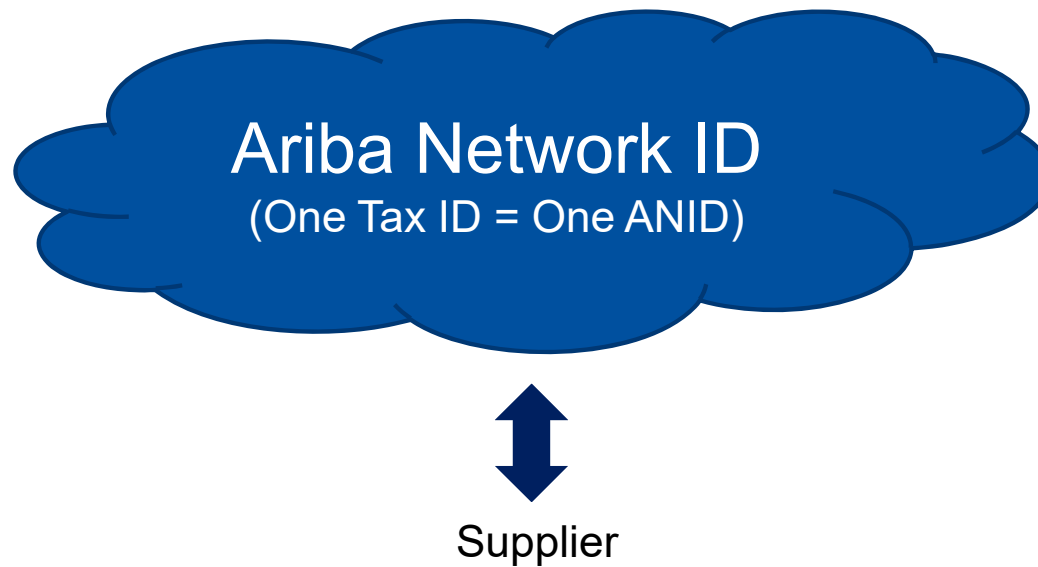 Ariba Network ID
(One Tax ID = One ANID)
Supplier